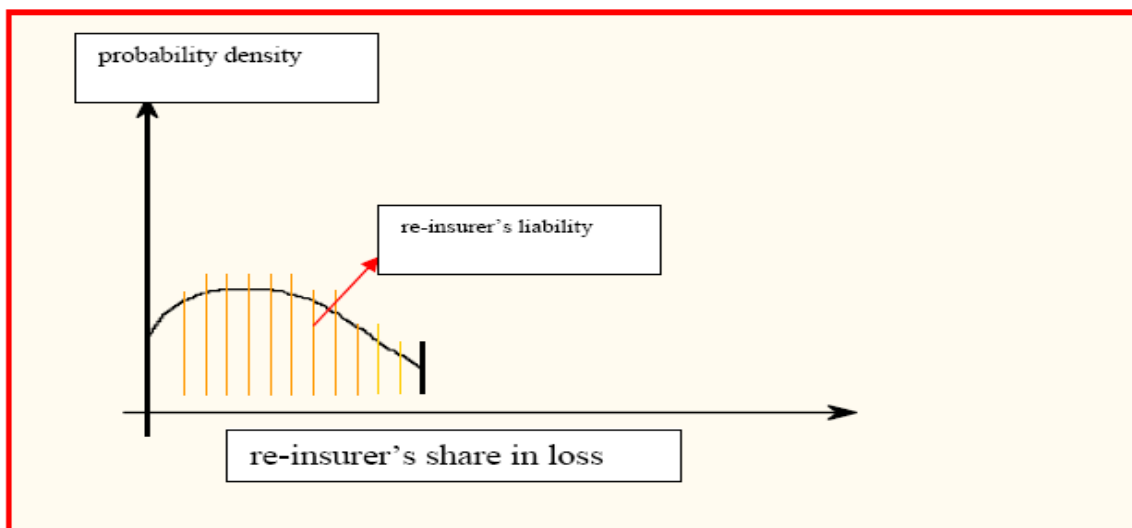 probability density
re-insurer’s liability
re-insurer’s share in loss